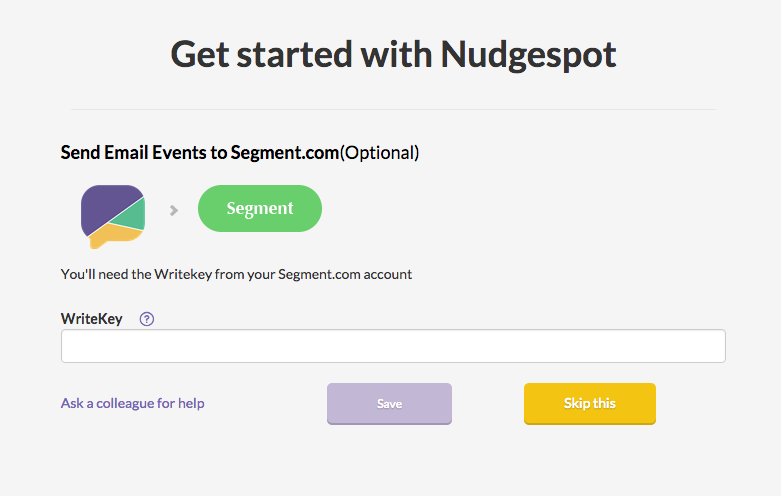 Get started with Nudgespot
Send Email Events to Segment.com(Optional)
Segment
You'll need the Writekey from your Segment.com account
WriteKey ?
Ask a colleague for help
Save
Skip this